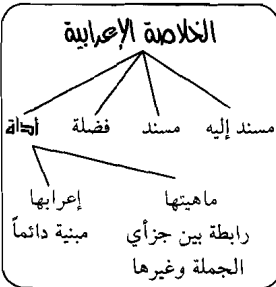 الخلاصة الإعرابية
مسند إليه مسند فضلة أداة
ماهيتها إعرابها
رابطة بين جزأي مبنية دائماً
الجملة وغيرها